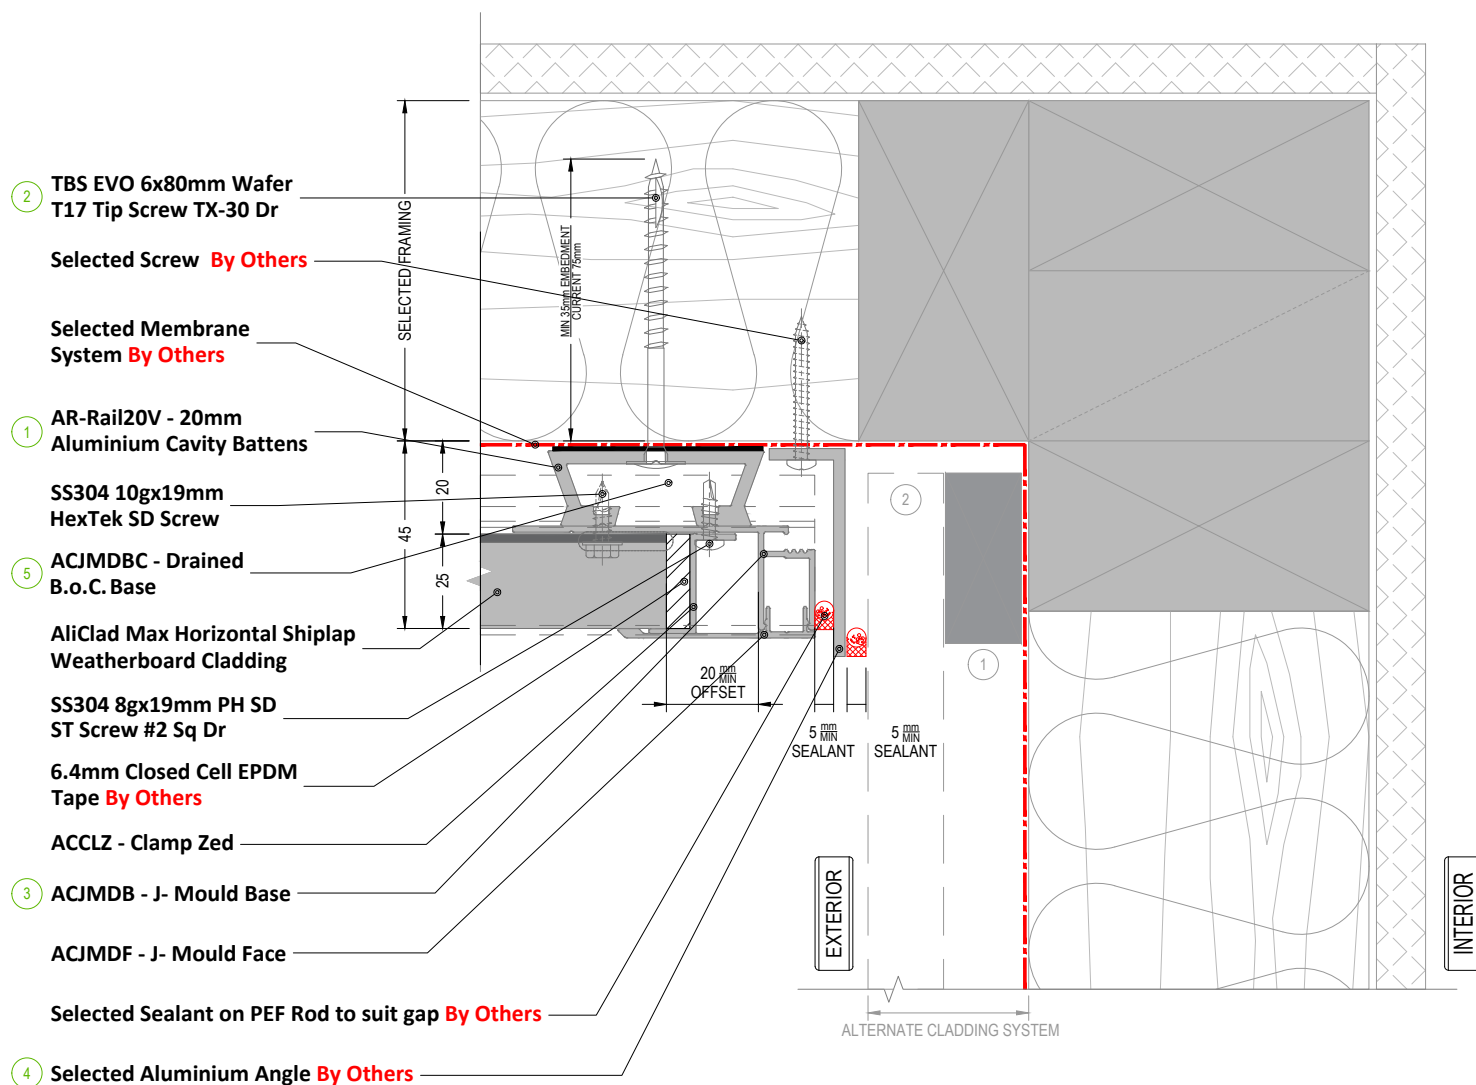 2
TBS EVO 6x80mm Wafer
T17 Tip Screw TX-30 Dr
Selected Screw By Others
Selected Membrane
System By Others
1
AR-Rail20V - 20mm
Aluminium Cavity Battens
SS304 10gx19mm
HexTek SD Screw
5
ACJMDBC - Drained
B.o.C. Base
AliClad Max Horizontal Shiplap
Weatherboard Cladding
SS304 8gx19mm PH SD
ST Screw #2 Sq Dr
6.4mm Closed Cell EPDM
Tape By Others
ACCLZ - Clamp Zed
3
ACJMDB - J- Mould Base
ACJMDF - J- Mould Face
Selected Sealant on PEF Rod to suit gap By Others
4
Selected Aluminium Angle By Others
SELECTED FRAMING
MIN 35mm EMBEDMENT
CURRENT 75mm
20
45
25
20 mm MIN
OFFSET
5 mm MIN
SEALANT
5 mm MIN
SEALANT
2
1
EXTERIOR
INTERIOR
ALTERNATE CLADDING SYSTEM